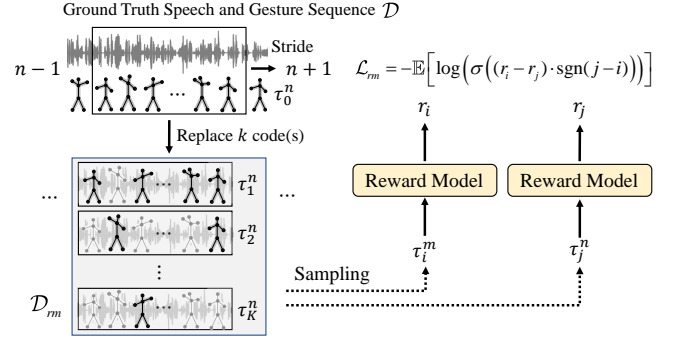 Ground Truth Speech and Gesture Sequence 𝒟
Stride
n − 1
n + 1
τ₀ⁿ
ℒ_rm = −𝔼[log(σ((r_i − r_j)·sgn(j−i)))]
Replace k code(s)
r_i
r_j
Reward Model
Reward Model
...
τ₁ⁿ
...
τ₂ⁿ
τ_i^m
τ_j^n
⋮
Sampling
𝒟_rm
τ_K^n